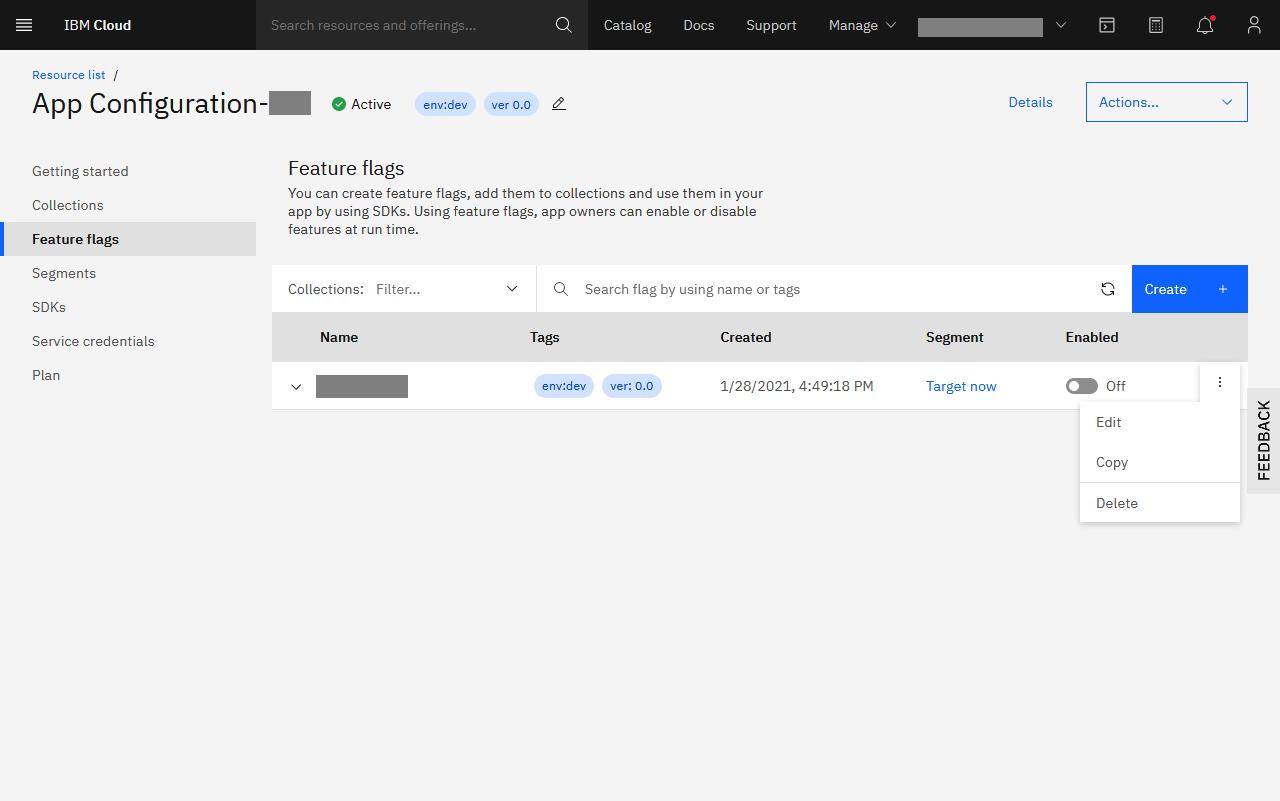 IBM Cloud
Search resources and offerings...
Catalog
Docs
Support
Manage
Resource list /
App Configuration-
Active
env:dev
ver 0.0
Details
Actions...
Getting started
Collections
Feature flags
Segments
SDKs
Service credentials
Plan
Feature flags
You can create feature flags, add them to collections and use them in your
app by using SDKs. Using feature flags, app owners can enable or disable
features at run time.
Collections: Filter...
Search flag by using name or tags
Create +
Name Tags Created Segment Enabled
env:dev ver: 0.0 1/28/2021, 4:49:18 PM Target now Off
Edit
Copy
Delete
FEEDBACK